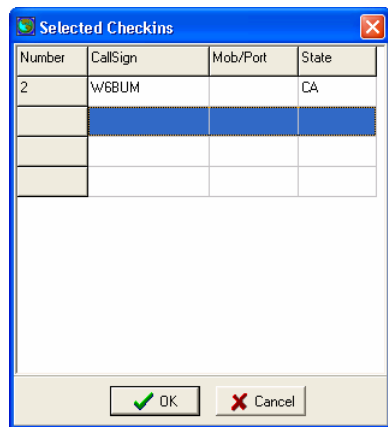 Selected Checkins
Number CallSign Mob/Port State
2 W6BUM CA
OK Cancel